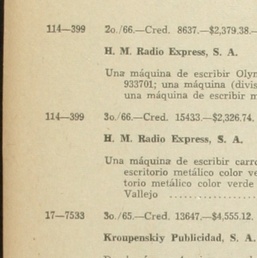 114—399 2o./66.—Cred. 8637.—$2,379.38.—
H. M. Radio Express, S. A.
Una máquina de escribir Olym
933701; una máquina (divis
una máquina de escribir m
114—399 3o./66.—Cred. 15433.—$2,326.74.
H. M. Radio Express, S. A.
Una máquina de escribir carro
escritorio metálico color ve
torio metálico color verde
Vallejo ..................
17—7533 3o./65.—Cred. 13647.—$4,555.12.
Kroupenskiy Publicidad, S. A.